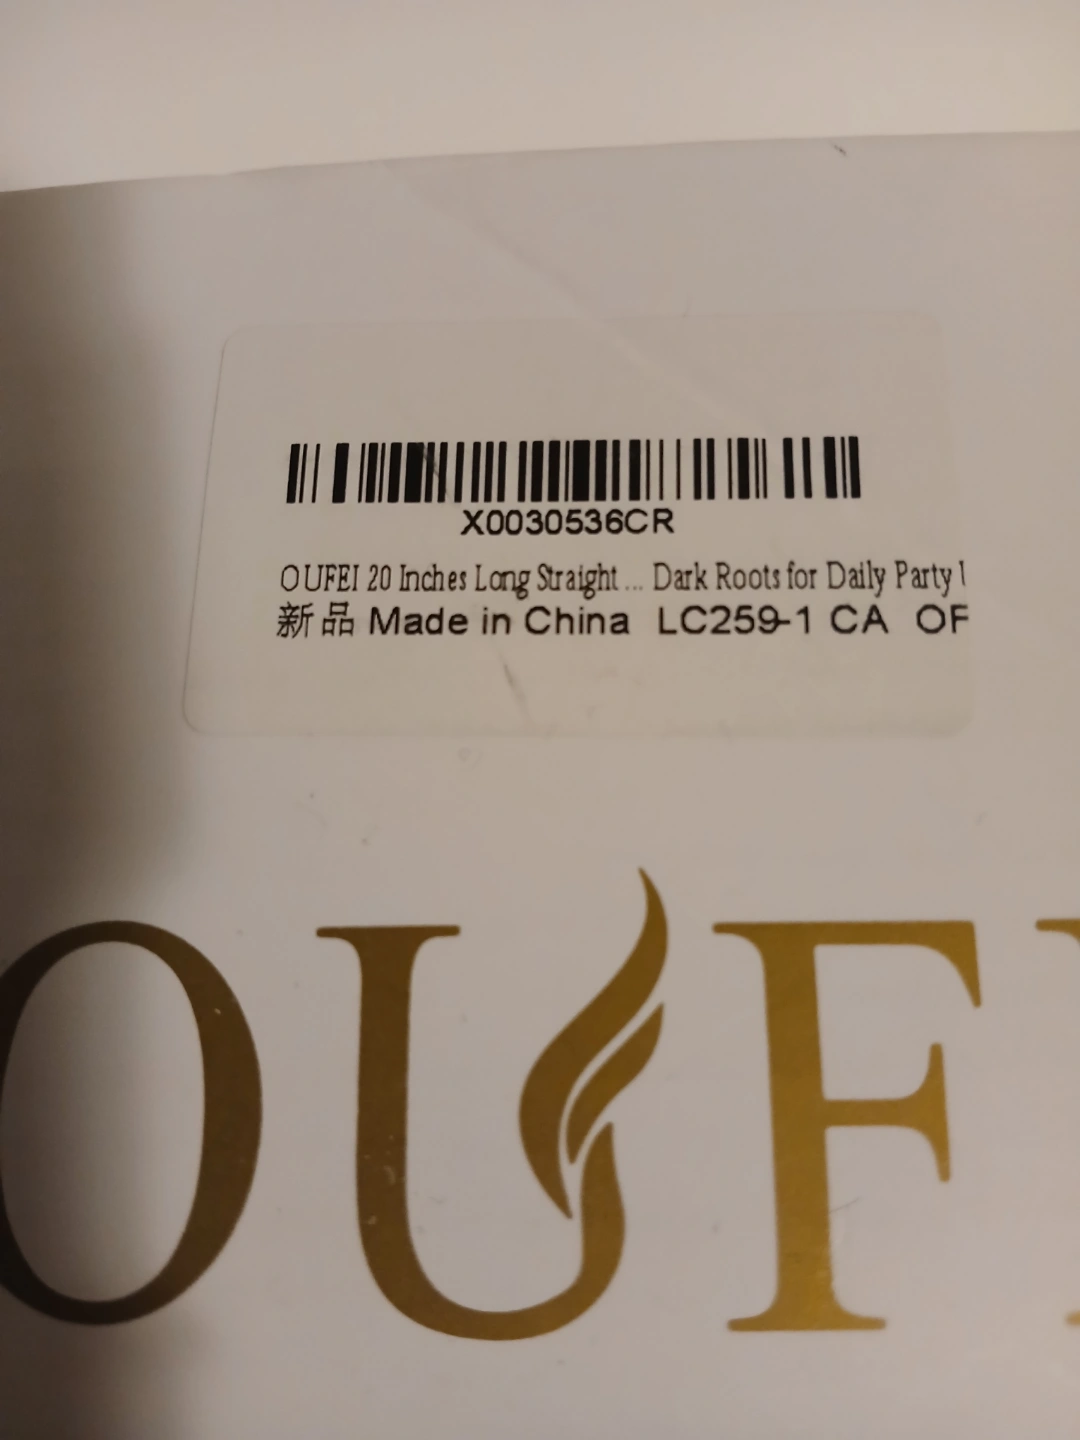 X0030536CR
OUFEI 20 Inches Long Straight ... Dark Roots for Daily Party
新品 Made in China LC259-1 CA OF
OUF